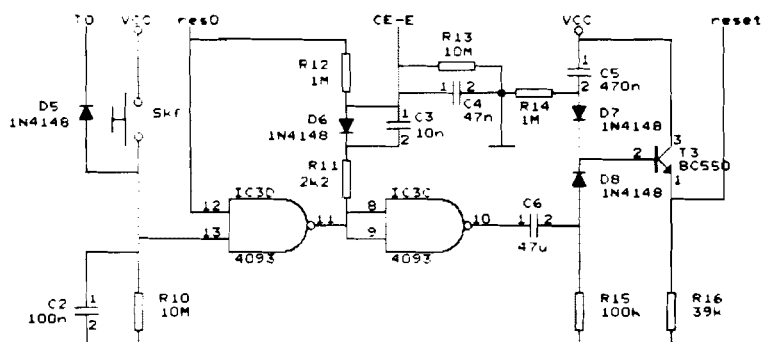 TO VCC resO CE-E VCC reset
R13
10M
R12
1M
C5
470n
1
2
D5
1N4148
Skf
1 2
C4
47n
R14
1M
D6
1N4148
1
C3
10n
2
D7
1N4148
3
2
T3
BC550
1
R11
2k2
D8
1N4148
IC3D
IC3C
C6
12
13
11
8
9
10
1 2
47u
4093
4093
C2
100n
1
2
R10
10M
R15
100k
R16
39k